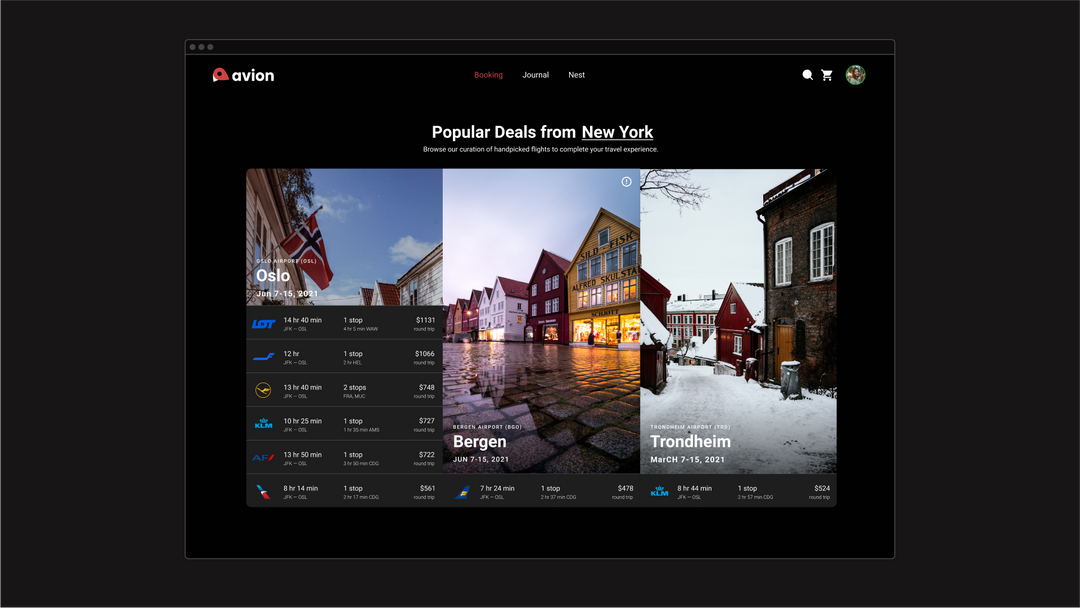 avion
Booking Journal Nest
Popular Deals from New York
Browse our curation of handpicked flights to complete your travel experience.
OSLO AIRPORT (OSL)
Oslo
Jun 7-15, 2021
LOT 14 hr 40 min 1 stop $1131
JFK — OSL 4 hr 5 min WAW round trip
12 hr 1 stop $1066
JFK — OSL 2 hr HEL round trip
13 hr 40 min 2 stops $748
JFK — OSL FRA, MUC round trip
KLM 10 hr 25 min 1 stop $727
JFK — OSL 1 hr 35 min AMS round trip
AF 13 hr 50 min 1 stop $722
JFK — OSL 3 hr 50 min CDG round trip
8 hr 14 min 1 stop $561
JFK — OSL 2 hr 17 min CDG round trip
SILD - FISK
ALFRED SKULSTA
SCHMITT
BERGEN AIRPORT (BGO)
Bergen
JUN 7-15, 2021
7 hr 24 min 1 stop $478
JFK — OSL 2 hr 37 min CDG round trip
TRONDHEIM AIRPORT (TRD)
Trondheim
MarCH 7-15, 2021
KLM 8 hr 44 min 1 stop $524
JFK — OSL 2 hr 57 min CDG round trip